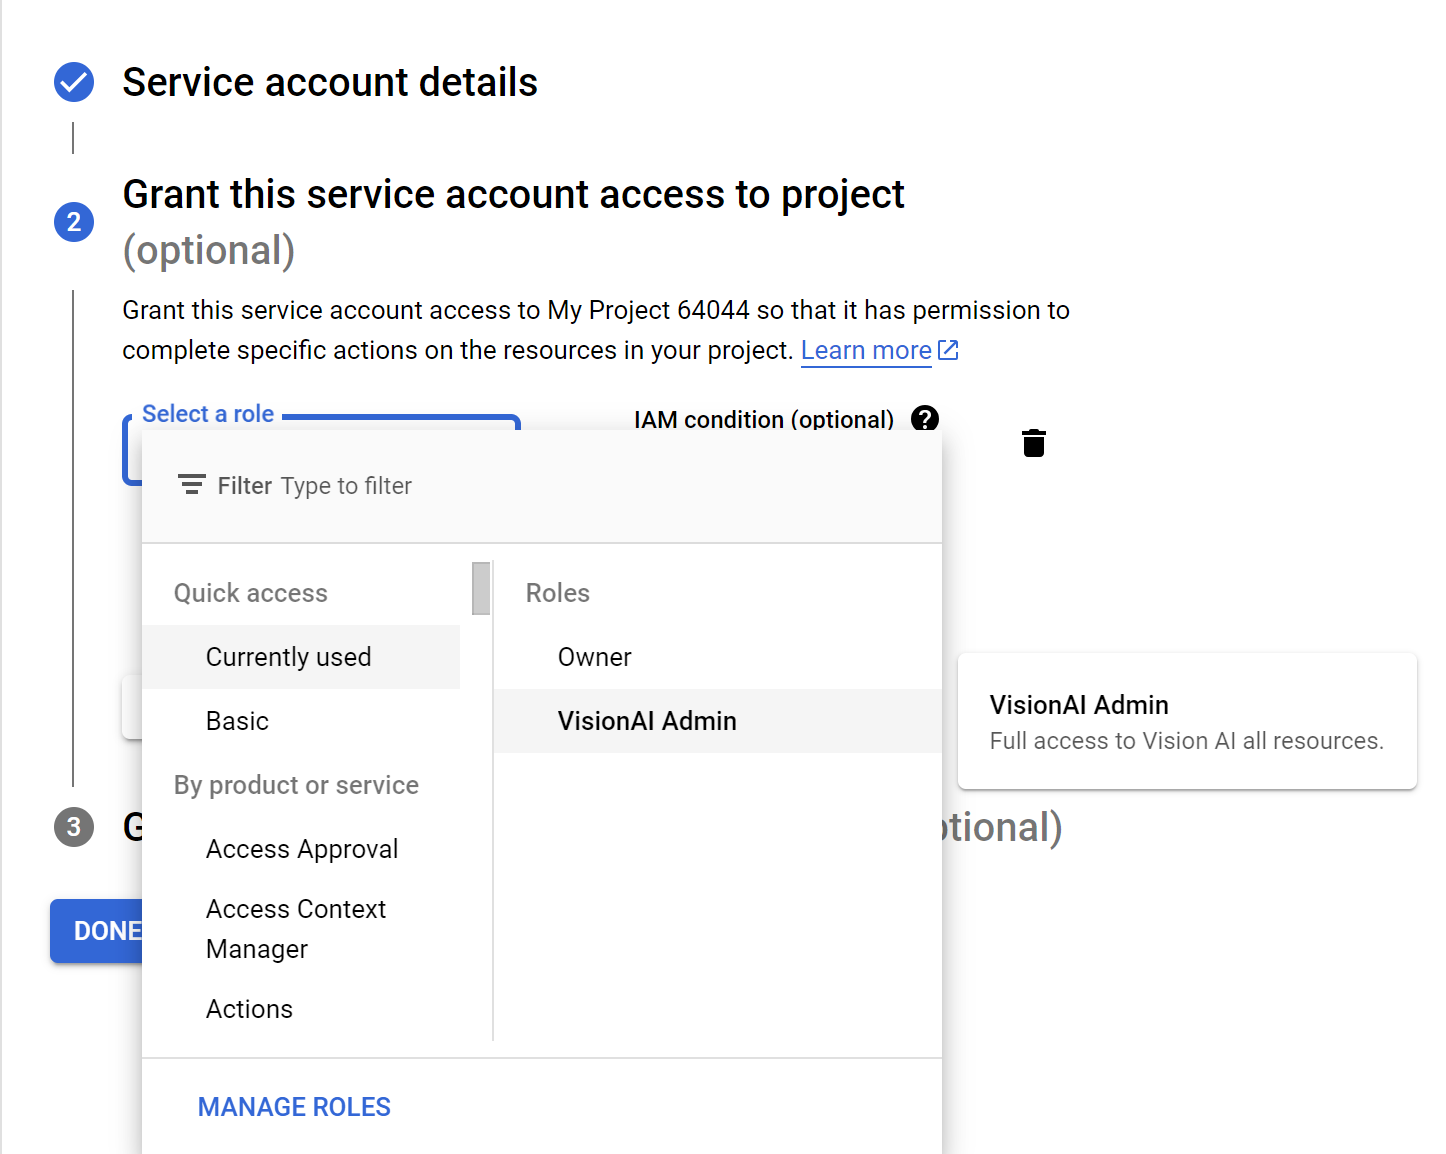 Service account details
2
Grant this service account access to project
(optional)
Grant this service account access to My Project 64044 so that it has permission to
complete specific actions on the resources in your project. Learn more
Select a role
IAM condition (optional)
?
Filter Type to filter
Quick access
Currently used
Basic
By product or service
Access Approval
Access Context
Manager
Actions
Roles
Owner
VisionAI Admin
VisionAI Admin
Full access to Vision AI all resources.
3
G
tional)
DONE
MANAGE ROLES